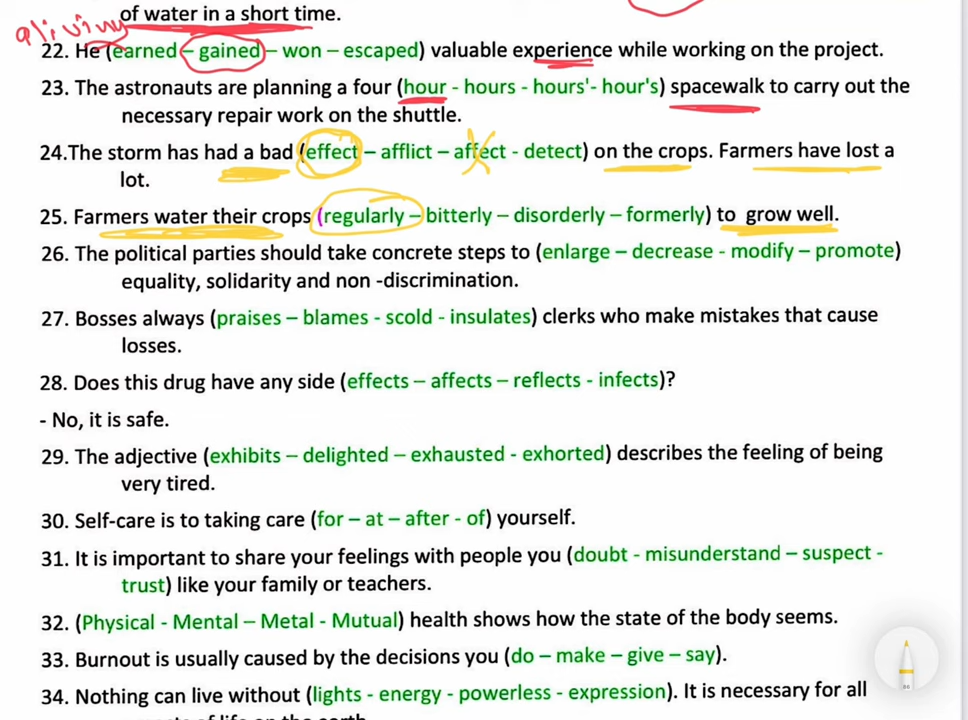 of water in a short time.
22. He (earned – gained – won – escaped) valuable experience while working on the project.
23. The astronauts are planning a four (hour - hours - hours'- hour's) spacewalk to carry out the
necessary repair work on the shuttle.
24.The storm has had a bad (effect – afflict – affect - detect) on the crops. Farmers have lost a
lot.
25. Farmers water their crops (regularly – bitterly – disorderly – formerly) to grow well.
26. The political parties should take concrete steps to (enlarge – decrease - modify – promote)
equality, solidarity and non -discrimination.
27. Bosses always (praises – blames - scold - insulates) clerks who make mistakes that cause
losses.
28. Does this drug have any side (effects – affects – reflects - infects)?
- No, it is safe.
29. The adjective (exhibits – delighted – exhausted - exhorted) describes the feeling of being
very tired.
30. Self-care is to taking care (for – at – after - of) yourself.
31. It is important to share your feelings with people you (doubt - misunderstand – suspect -
trust) like your family or teachers.
32. (Physical - Mental – Metal - Mutual) health shows how the state of the body seems.
33. Burnout is usually caused by the decisions you (do – make – give – say).
34. Nothing can live without (lights - energy - powerless - expression). It is necessary for all